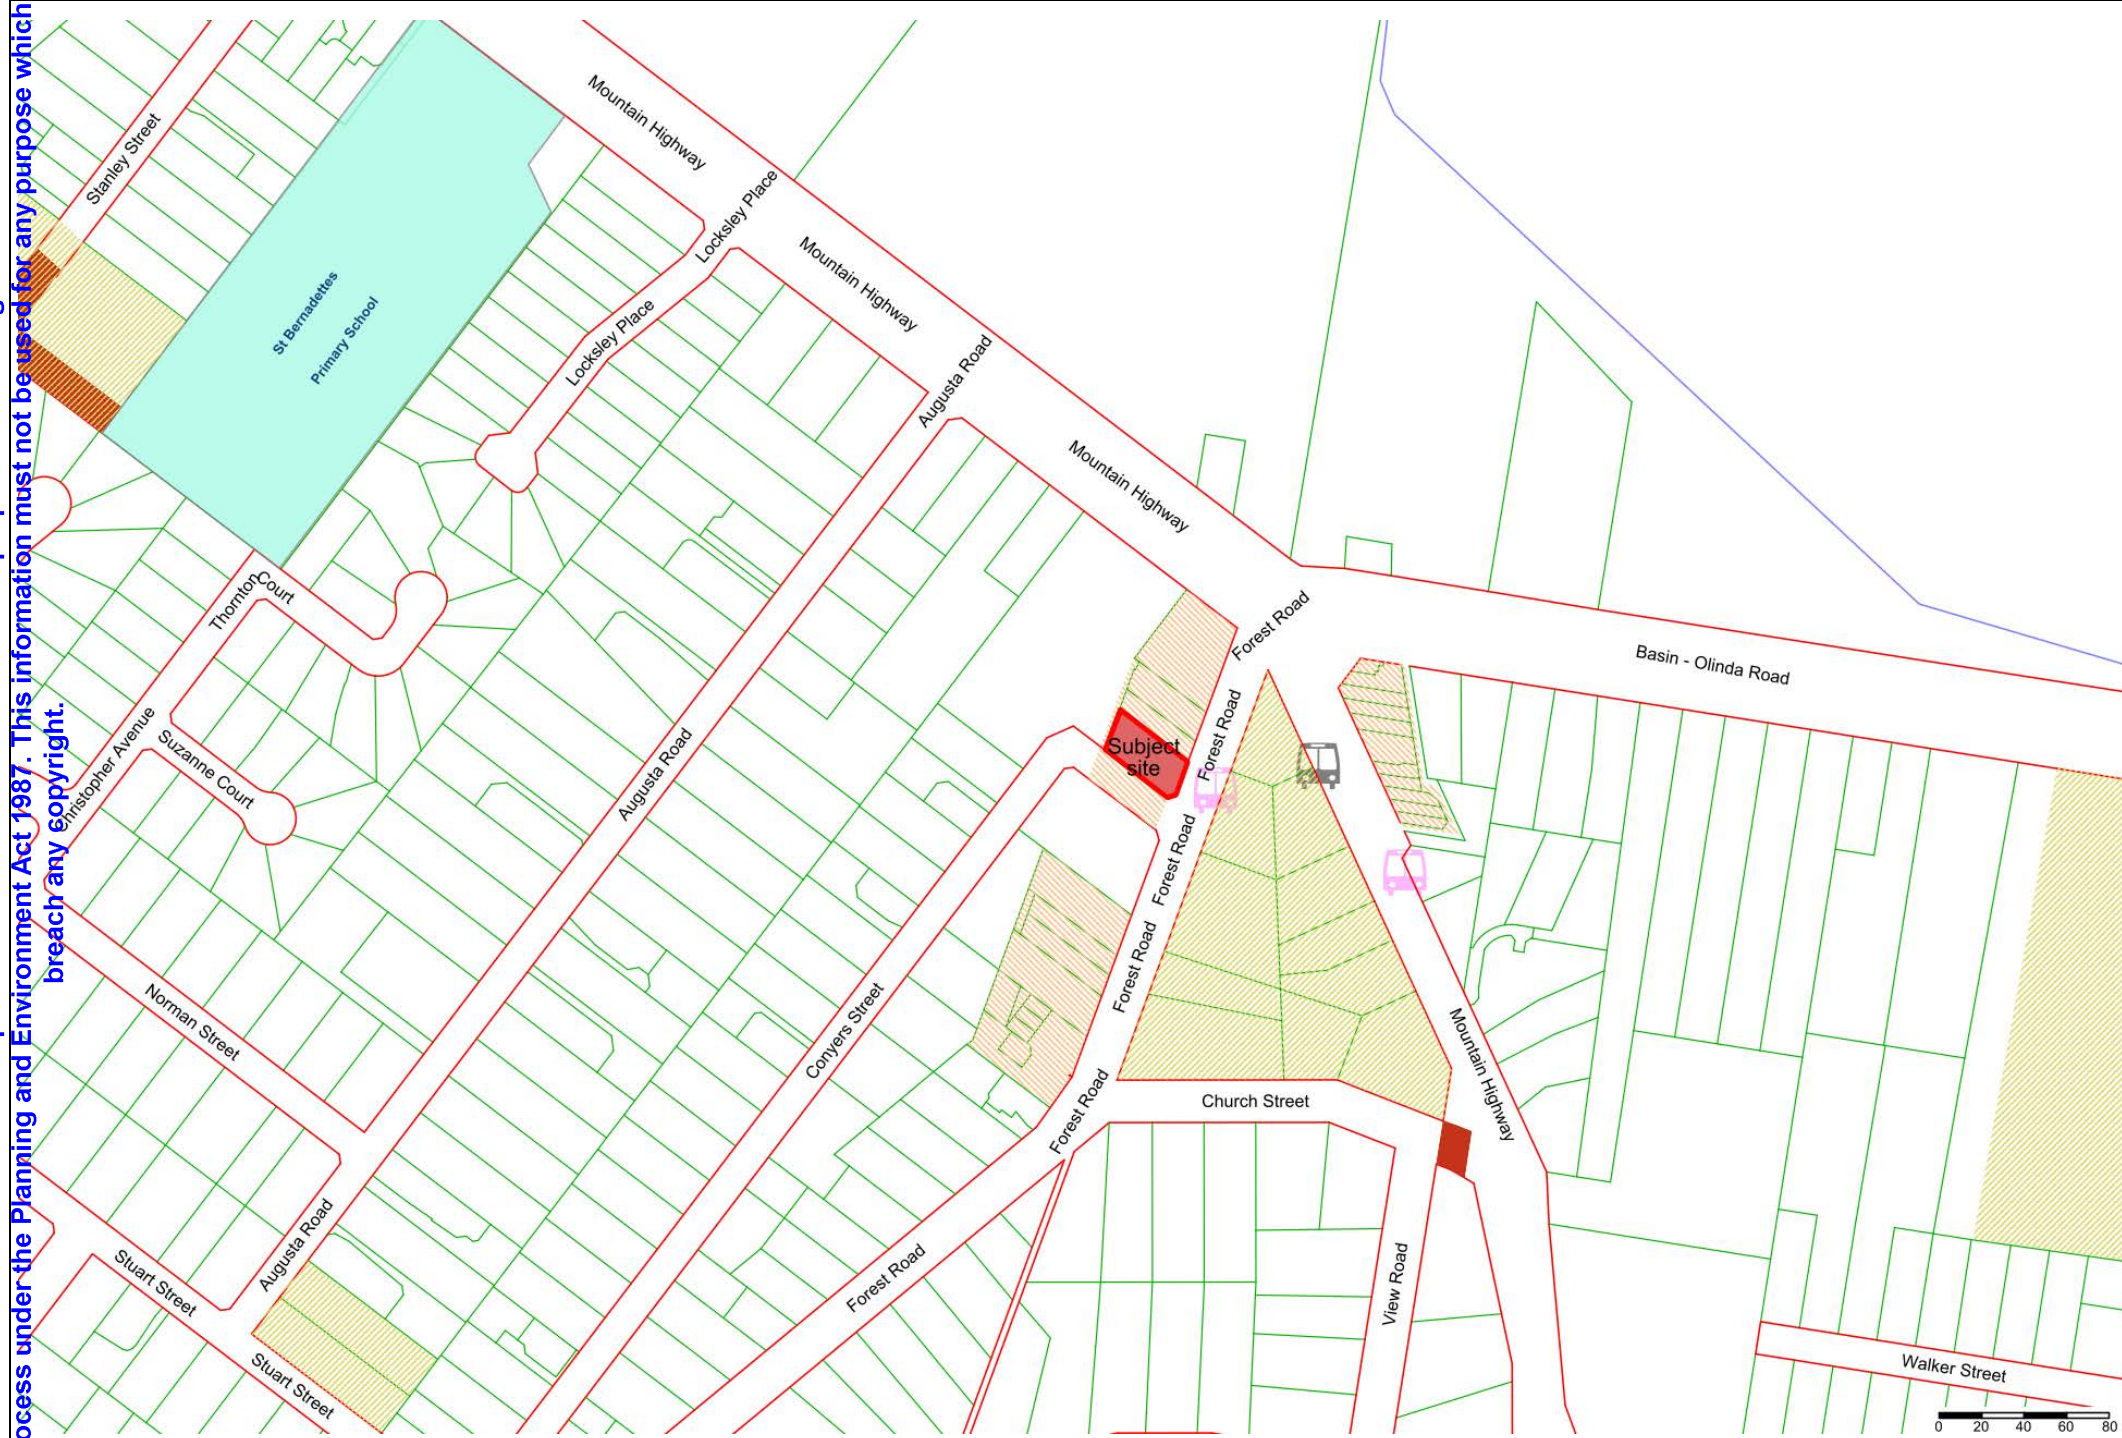 ocess under the Planning and Environment Act 1987. This information must not be used for any purpose which
breach any copyright.
Mountain Highway
Stanley Street
Locksley Place
St Bernadettes
Primary School
Mountain Highway
Locksley Place
Augusta Road
Mountain Highway
Thornton
Court
Forest Road
Basin - Olinda Road
Christopher Avenue
Suzanne Court
Augusta Road
Subject
site
Forest Road
Forest Road
Forest Road
Norman Street
Conyers Street
Mountain Highway
Forest Road
Church Street
Augusta Road
Stuart Street
Forest Road
View Road
Stuart Street
Walker Street
0 20 40 60 80